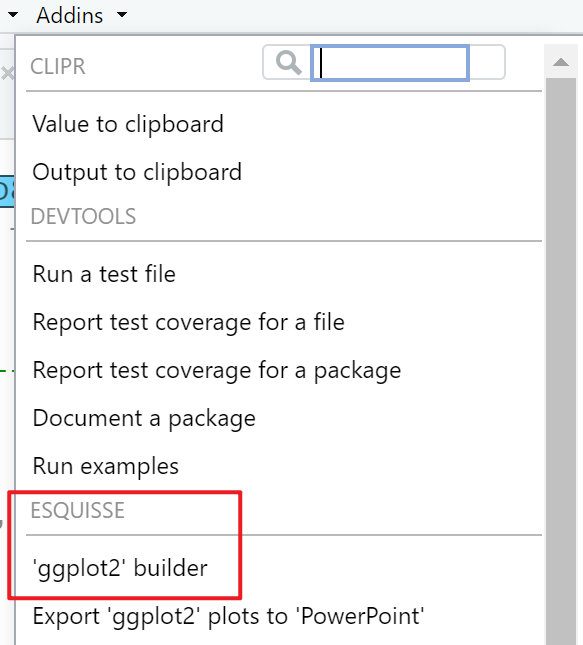 Addins
CLIPR
Value to clipboard
Output to clipboard
DEVTOOLS
Run a test file
Report test coverage for a file
Report test coverage for a package
Document a package
Run examples
ESQUISSE
'ggplot2' builder
Export 'ggplot2' plots to 'PowerPoint'